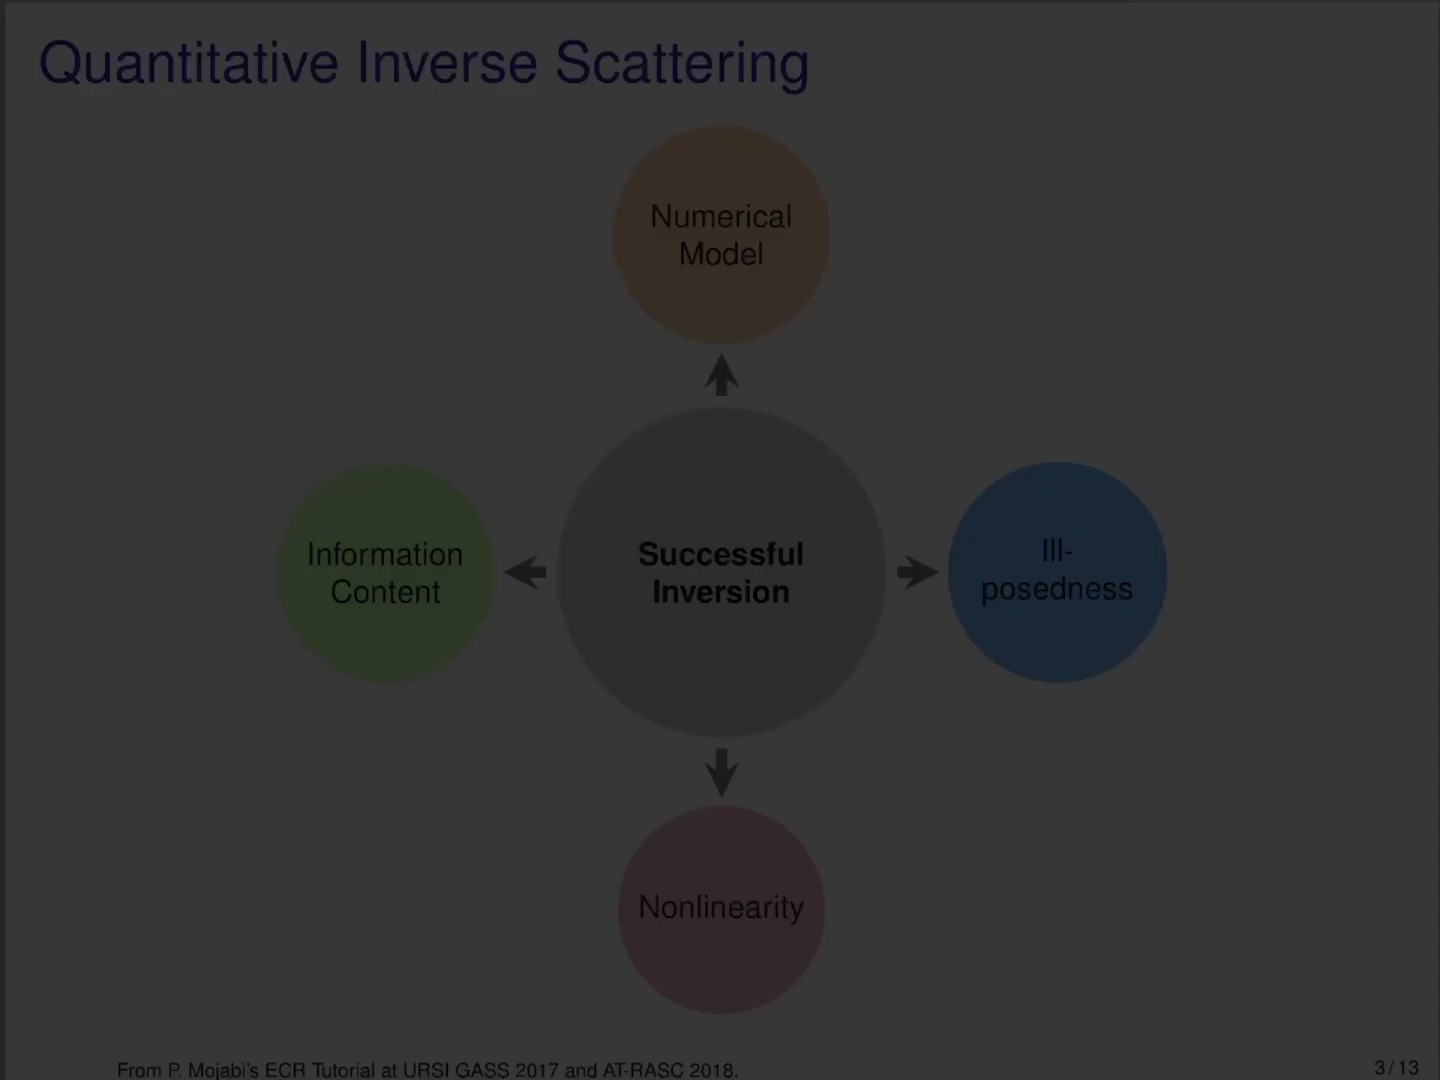 Quantitative Inverse Scattering
Numerical
Model
Information
Content
Successful
Inversion
Ill-
posedness
Nonlinearity
From P. Mojabi's ECR Tutorial at URSI GASS 2017 and AT-RASC 2018.
3 / 13